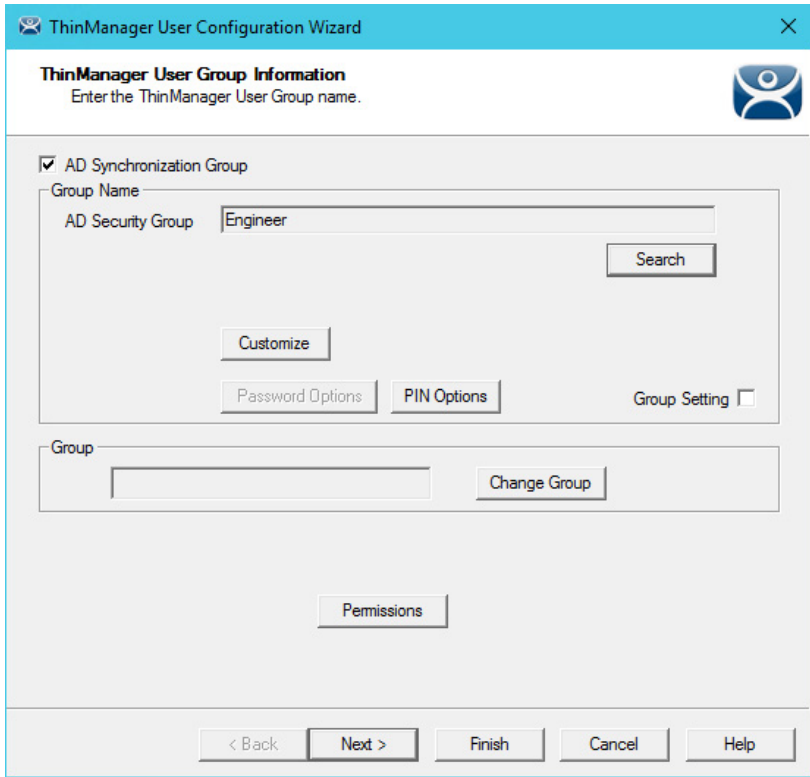 ThinManager User Configuration Wizard
ThinManager User Group Information
Enter the ThinManager User Group name.
AD Synchronization Group
Group Name
AD Security Group Engineer
Search
Customize
Password Options PIN Options Group Setting
Group
Change Group
Permissions
< Back Next > Finish Cancel Help